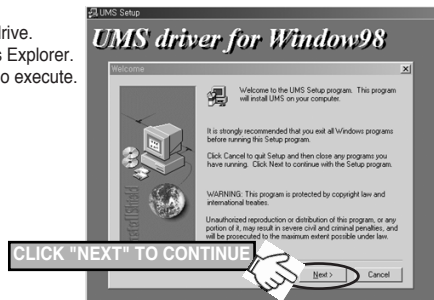 drive.
s Explorer.
o execute.
UMS Setup
UMS driver for Window98
Welcome
Welcome to the UMS Setup program. This program
will install UMS on your computer.
It is strongly recommended that you exit all Windows programs
before running this Setup program.
Click Cancel to quit Setup and then close any programs you
have running. Click Next to continue with the Setup program.
WARNING: This program is protected by copyright law and
international treaties.
Unauthorized reproduction or distribution of this program, or any
portion of it, may result in severe civil and criminal penalties, and
will be prosecuted to the maximum extent possible under law.
InstallShield
CLICK "NEXT" TO CONTINUE
Next >
Cancel